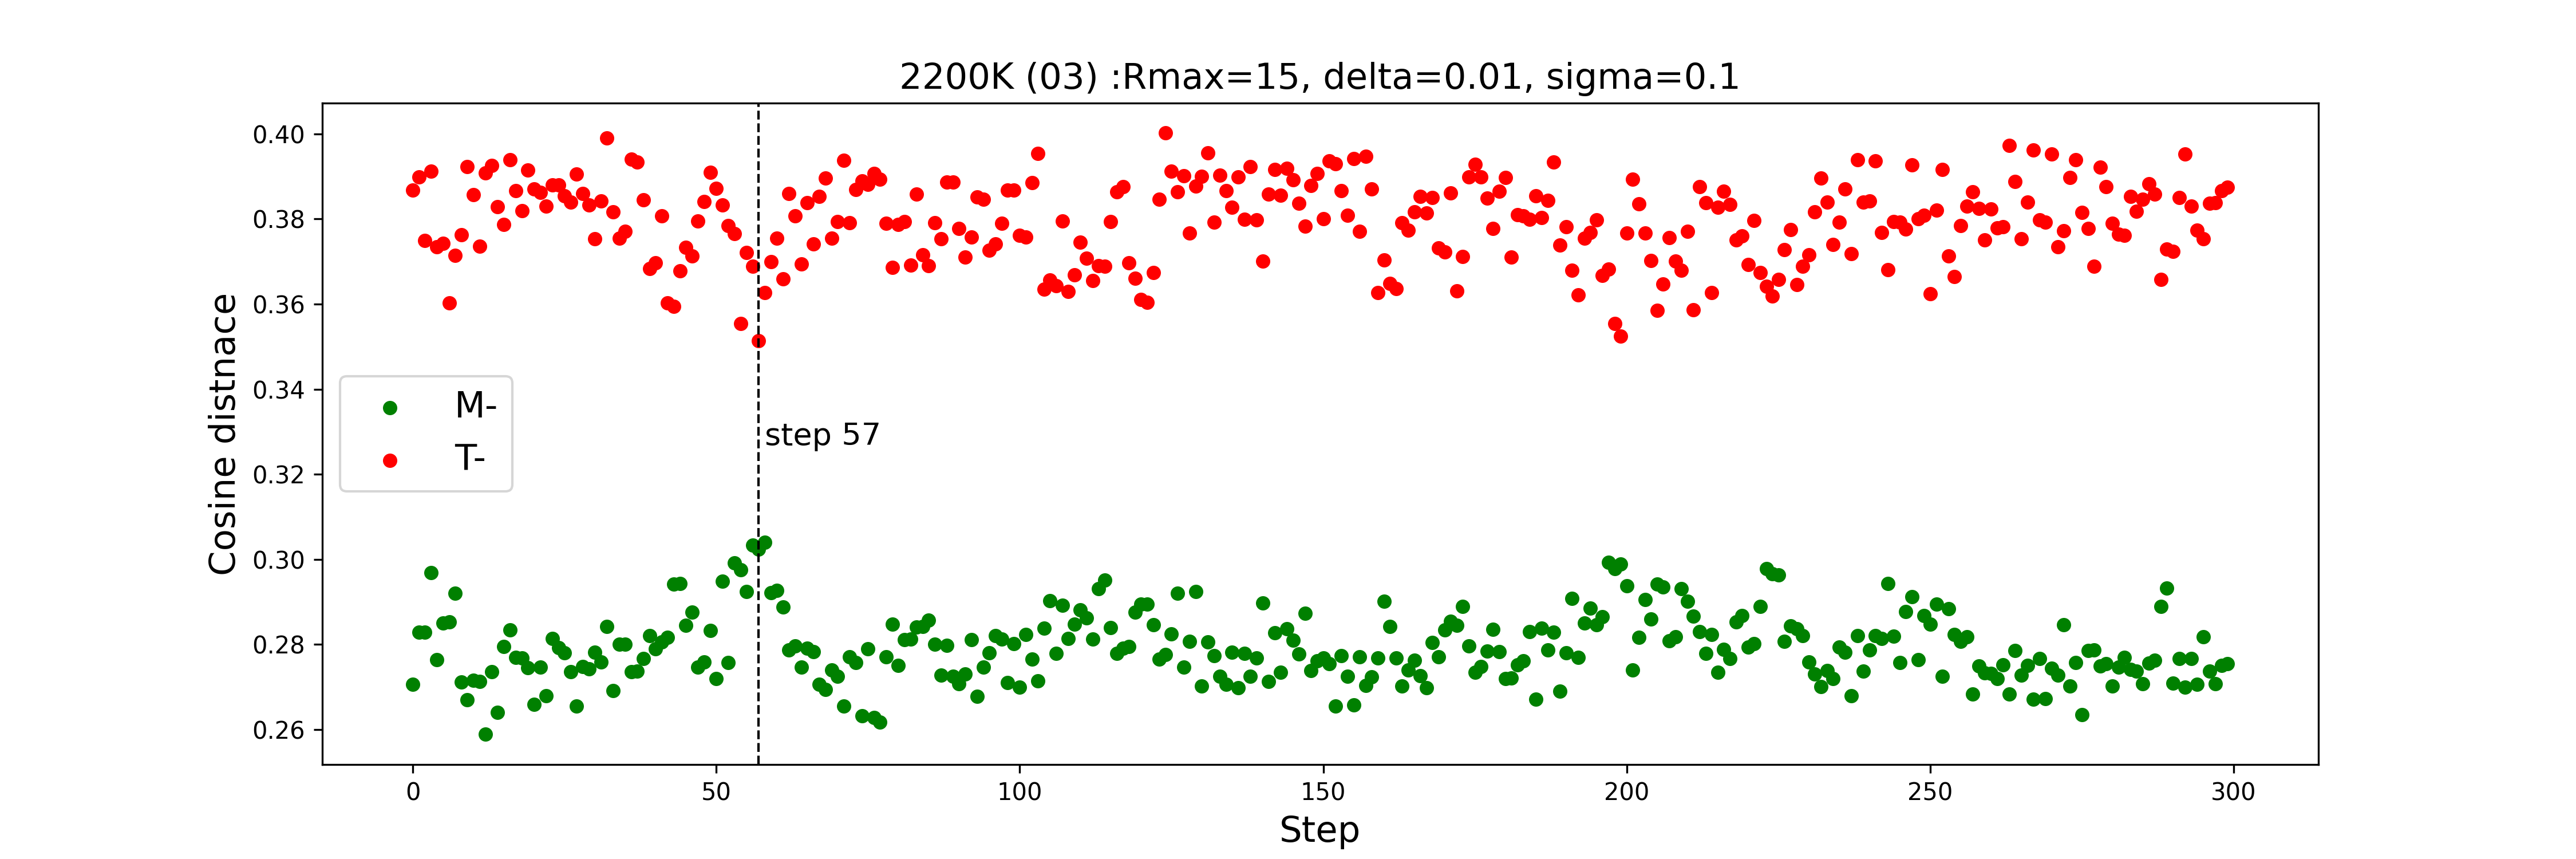 2200K (03) :Rmax=15, delta=0.01, sigma=0.1
0.40
0.38
0.36
0.34
0.32
0.30
0.28
0.26
Cosine distnace
M-
T-
step 57
0 50 100 150 200 250 300
Step